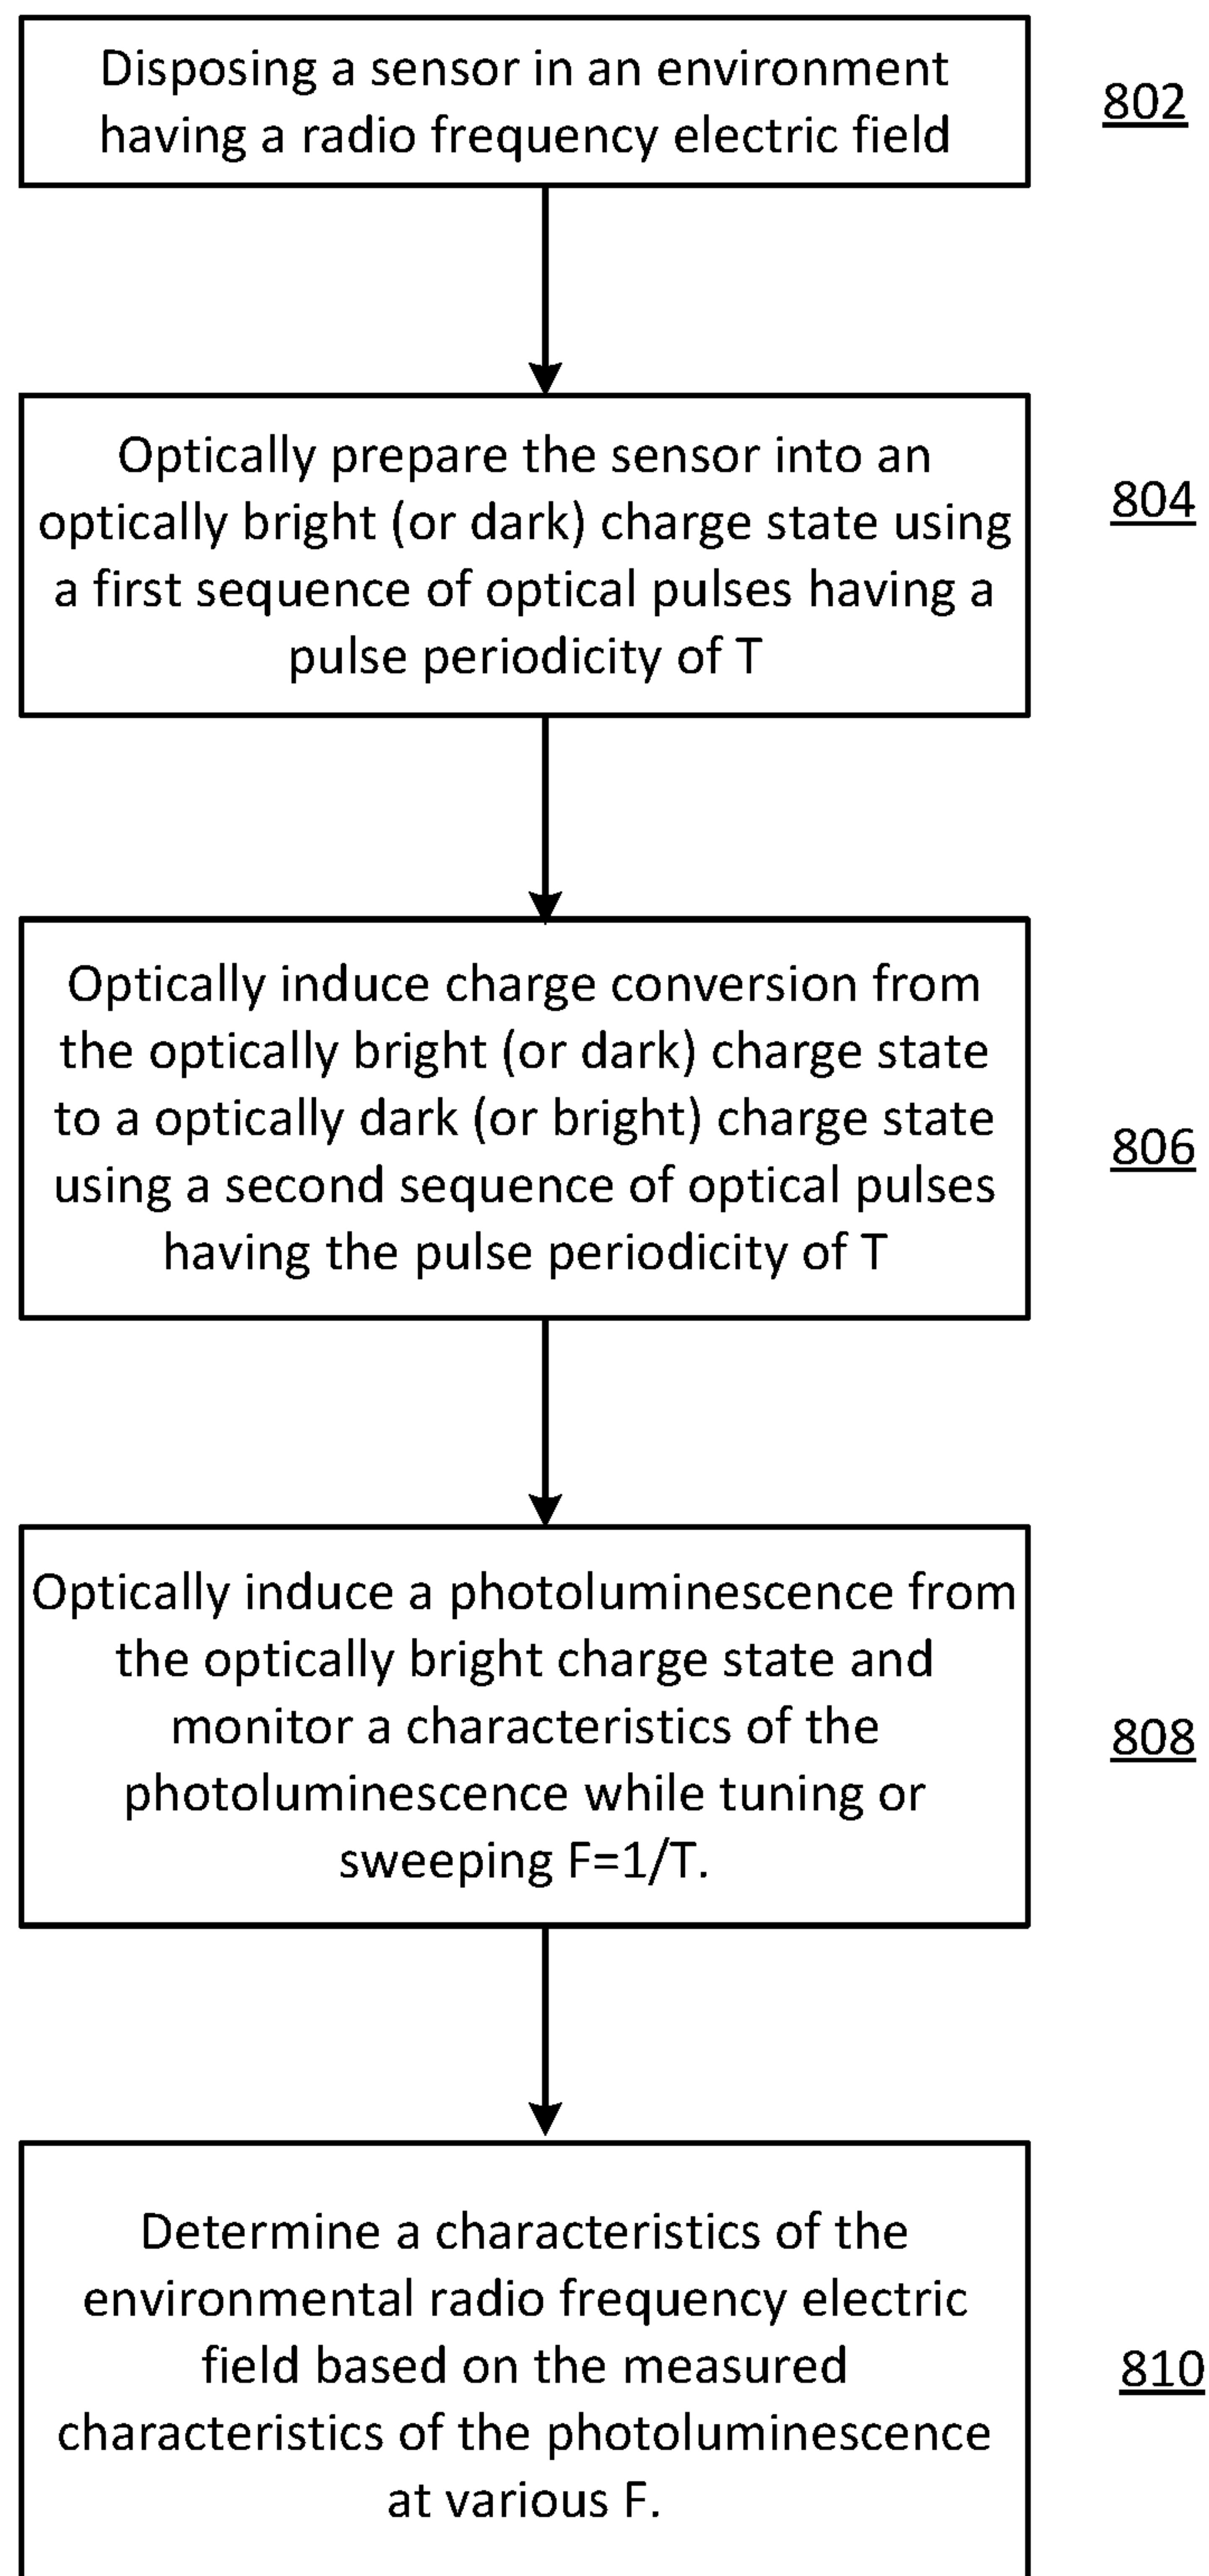 Disposing a sensor in an environment
having a radio frequency electric field
802
Optically prepare the sensor into an
optically bright (or dark) charge state using
a first sequence of optical pulses having a
pulse periodicity of T
804
Optically induce charge conversion from
the optically bright (or dark) charge state
to a optically dark (or bright) charge state
using a second sequence of optical pulses
having the pulse periodicity of T
806
Optically induce a photoluminescence from
the optically bright charge state and
monitor a characteristics of the
photoluminescence while tuning or
sweeping F=1/T.
808
Determine a characteristics of the
environmental radio frequency electric
field based on the measured
characteristics of the photoluminescence
at various F.
810